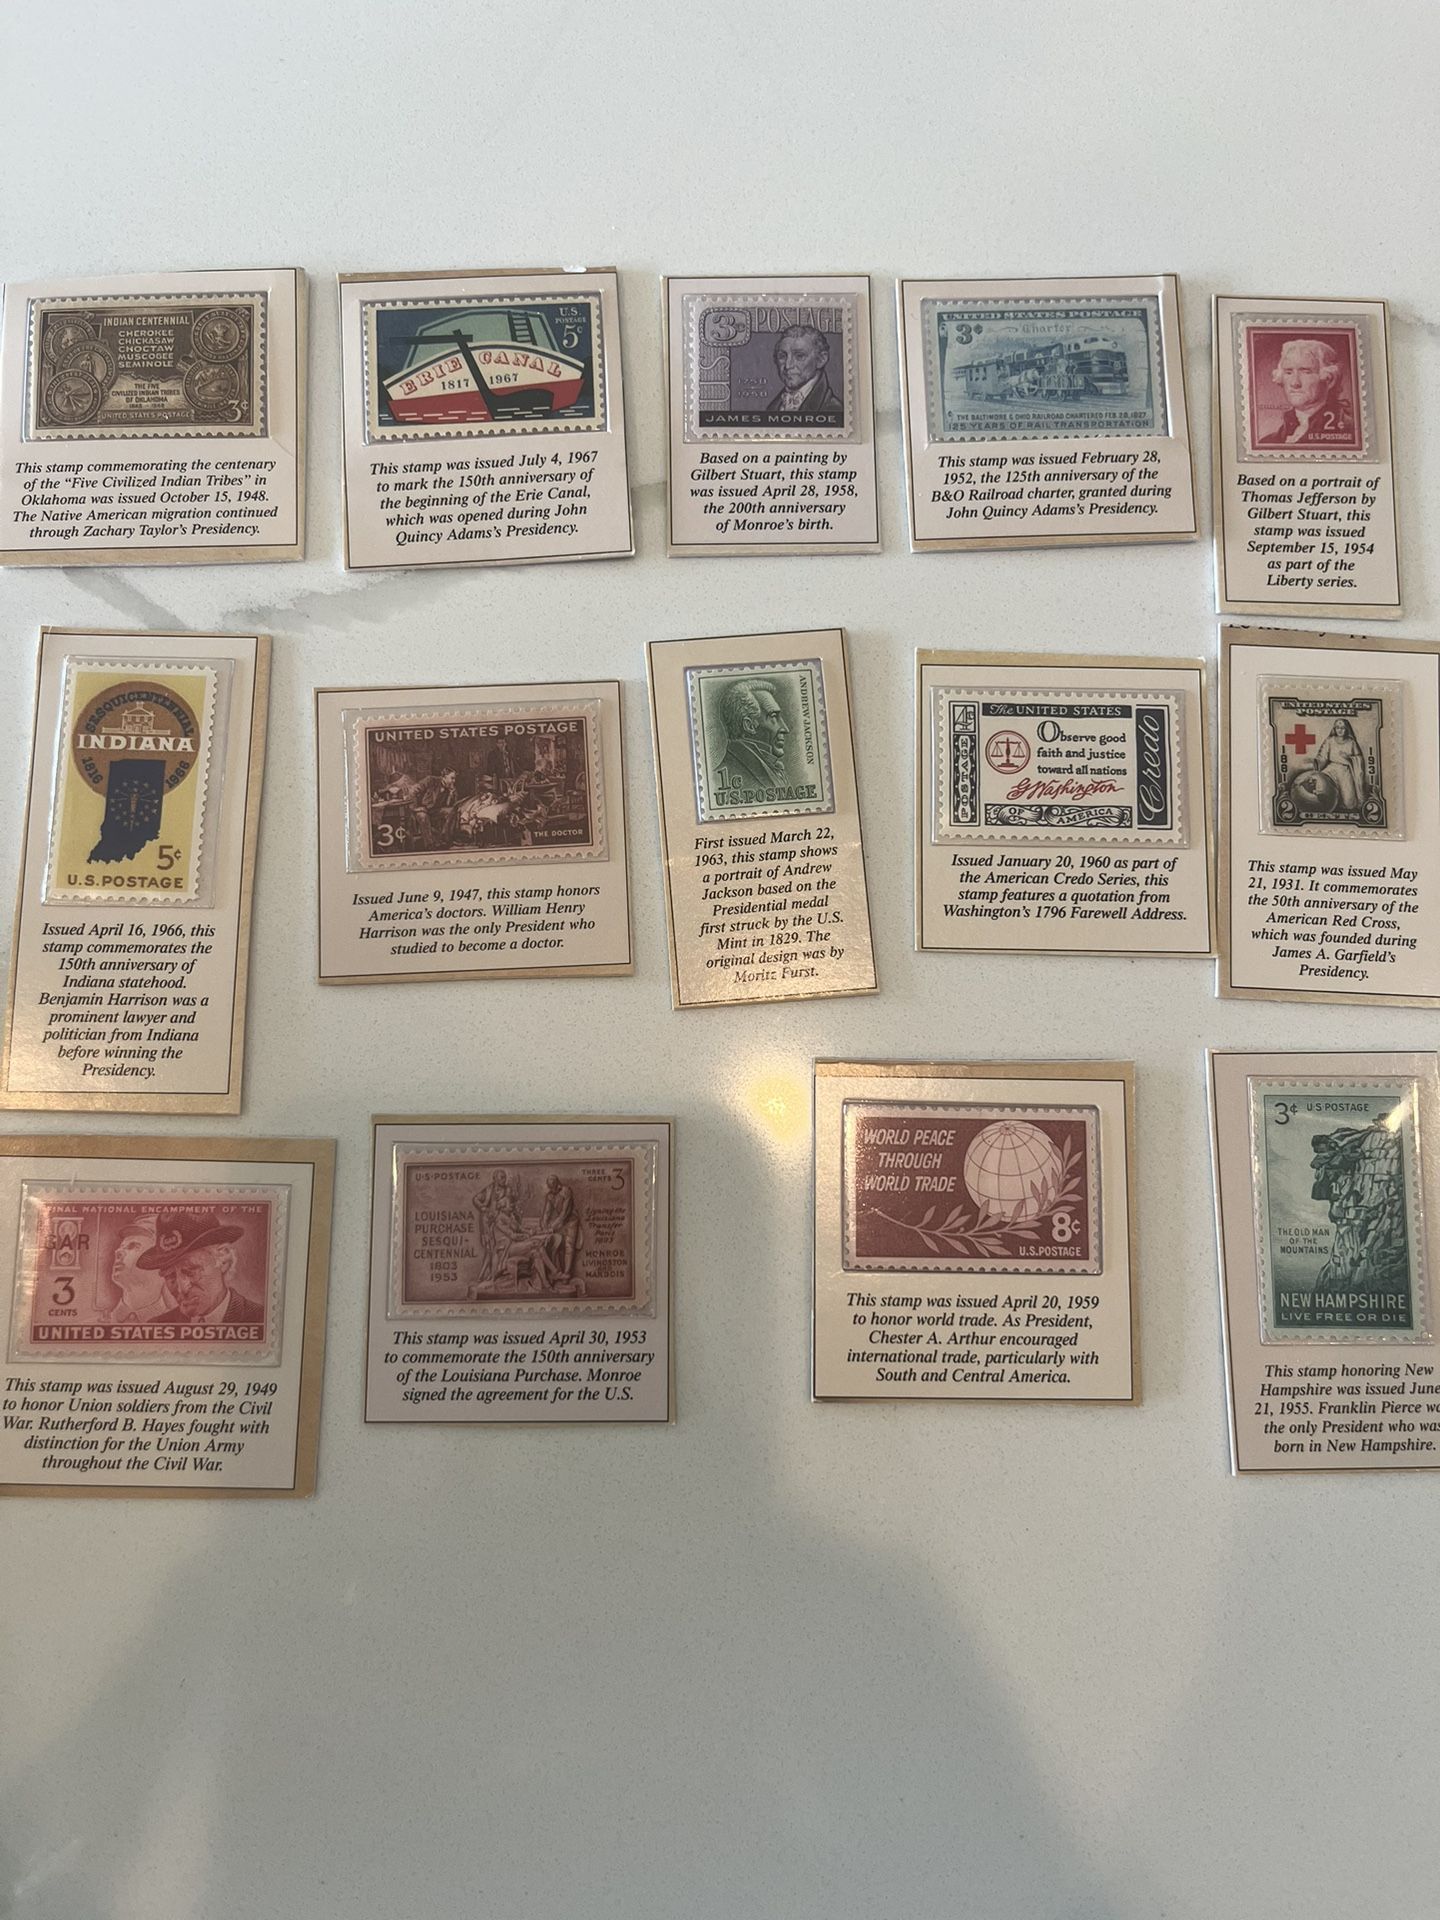 INDIAN CENTENNIAL
CHEROKEE
CHICKASAW
CHOCTAW
MUSCOGEE
SEMINOLE
THE FIVE
CIVILIZED INDIAN TRIBES
OF OKLAHOMA
1848 - 1948
UNITED STATES POSTAGE 3¢
This stamp commemorating the centenary
of the "Five Civilized Indian Tribes" in
Oklahoma was issued October 15, 1948.
The Native American migration continued
through Zachary Taylor's Presidency.
U.S.
POSTAGE
5¢
ERIE CANAL
1817 1967
This stamp was issued July 4, 1967
to mark the 150th anniversary of
the beginning of the Erie Canal,
which was opened during John
Quincy Adams's Presidency.
3¢ POSTAGE
U.S.
1758
1958
JAMES MONROE
Based on a painting by
Gilbert Stuart, this stamp
was issued April 28, 1958,
the 200th anniversary
of Monroe's birth.
UNITED STATES POSTAGE
3¢ Charter
THE BALTIMORE & OHIO RAILROAD CHARTERED FEB. 28, 1827
125 YEARS OF RAIL TRANSPORTATION
This stamp was issued February 28,
1952, the 125th anniversary of the
B&O Railroad charter, granted during
John Quincy Adams's Presidency.
2¢
U.S. POSTAGE
Based on a portrait of
Thomas Jefferson by
Gilbert Stuart, this
stamp was issued
September 15, 1954
as part of the
Liberty series.
SESQUICENTENNIAL
INDIANA
1816 1966
5¢
U.S. POSTAGE
Issued April 16, 1966, this
stamp commemorates the
150th anniversary of
Indiana statehood.
Benjamin Harrison was a
prominent lawyer and
politician from Indiana
before winning the
Presidency.
UNITED STATES POSTAGE
3¢ THE DOCTOR
Issued June 9, 1947, this stamp honors
America's doctors. William Henry
Harrison was the only President who
studied to become a doctor.
ANDREW JACKSON
1¢
U.S. POSTAGE
First issued March 22,
1963, this stamp shows
a portrait of Andrew
Jackson based on the
Presidential medal
first struck by the U.S.
Mint in 1829. The
original design was by
Moritz Furst.
4¢ The UNITED STATES
POSTAGE
Observe good
faith and justice
toward all nations
G Washington
OF AMERICA
Credo
Issued January 20, 1960 as part of
the American Credo Series, this
stamp features a quotation from
Washington's 1796 Farewell Address.
UNITED STATES
POSTAGE
1881 1931
2 CENTS 2
This stamp was issued May
21, 1931. It commemorates
the 50th anniversary of the
American Red Cross,
which was founded during
James A. Garfield's
Presidency.
FINAL NATIONAL ENCAMPMENT OF THE
GAR
3
CENTS
UNITED STATES POSTAGE
This stamp was issued August 29, 1949
to honor Union soldiers from the Civil
War. Rutherford B. Hayes fought with
distinction for the Union Army
throughout the Civil War.
U·S·POSTAGE THREE CENTS 3
LOUISIANA
PURCHASE
SESQUI-
CENTENNIAL
1803
1953
Signing the
Louisiana
Transfer
Paris
1803
MONROE
LIVINGSTON
AND
MARBOIS
This stamp was issued April 30, 1953
to commemorate the 150th anniversary
of the Louisiana Purchase. Monroe
signed the agreement for the U.S.
WORLD PEACE
THROUGH
WORLD TRADE
8¢
U.S. POSTAGE
This stamp was issued April 20, 1959
to honor world trade. As President,
Chester A. Arthur encouraged
international trade, particularly with
South and Central America.
3¢ U·S POSTAGE
THE OLD MAN
OF THE
MOUNTAINS
NEW HAMPSHIRE
LIVE FREE OR DIE
This stamp honoring New
Hampshire was issued June
21, 1955. Franklin Pierce wa
the only President who was
born in New Hampshire.